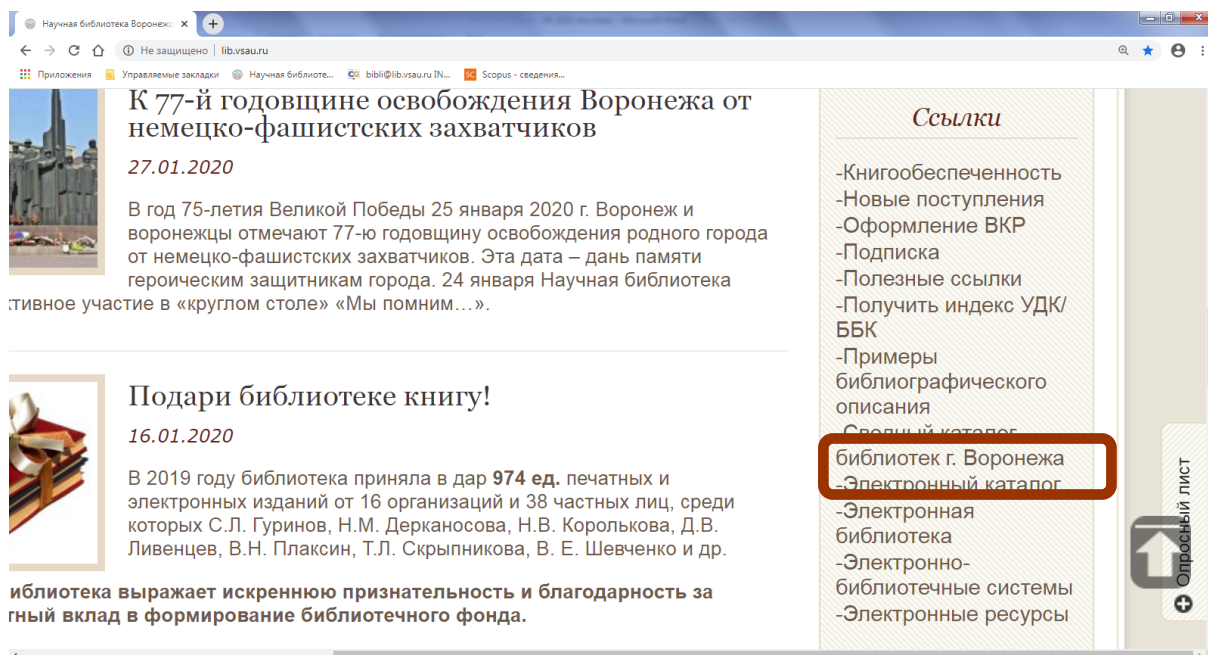 Научная библиотека Воронежс
Не защищено | lib.vsau.ru
Приложения Управляемые закладки Научная библиоте... bibli@lib.vsau.ru IN... SC Scopus - сведения...
К 77-й годовщине освобождения Воронежа от
немецко-фашистских захватчиков
27.01.2020
В год 75-летия Великой Победы 25 января 2020 г. Воронеж и
воронежцы отмечают 77-ю годовщину освобождения родного города
от немецко-фашистских захватчиков. Эта дата – дань памяти
героическим защитникам города. 24 января Научная библиотека
ктивное участие в «круглом столе» «Мы помним…».
Подари библиотеке книгу!
16.01.2020
В 2019 году библиотека приняла в дар 974 ед. печатных и
электронных изданий от 16 организаций и 38 частных лиц, среди
которых С.Л. Гуринов, Н.М. Дерканосова, Н.В. Королькова, Д.В.
Ливенцев, В.Н. Плаксин, Т.Л. Скрыпникова, В. Е. Шевченко и др.
иблиотека выражает искреннюю признательность и благодарность за
тный вклад в формирование библиотечного фонда.
Ссылки
-Книгообеспеченность
-Новые поступления
-Оформление ВКР
-Подписка
-Полезные ссылки
-Получить индекс УДК/
ББК
-Примеры
библиографического
описания
-Сводный каталог
библиотек г. Воронежа
-Электронный каталог
-Электронная
библиотека
-Электронно-
библиотечные системы
-Электронные ресурсы
Опросный лист